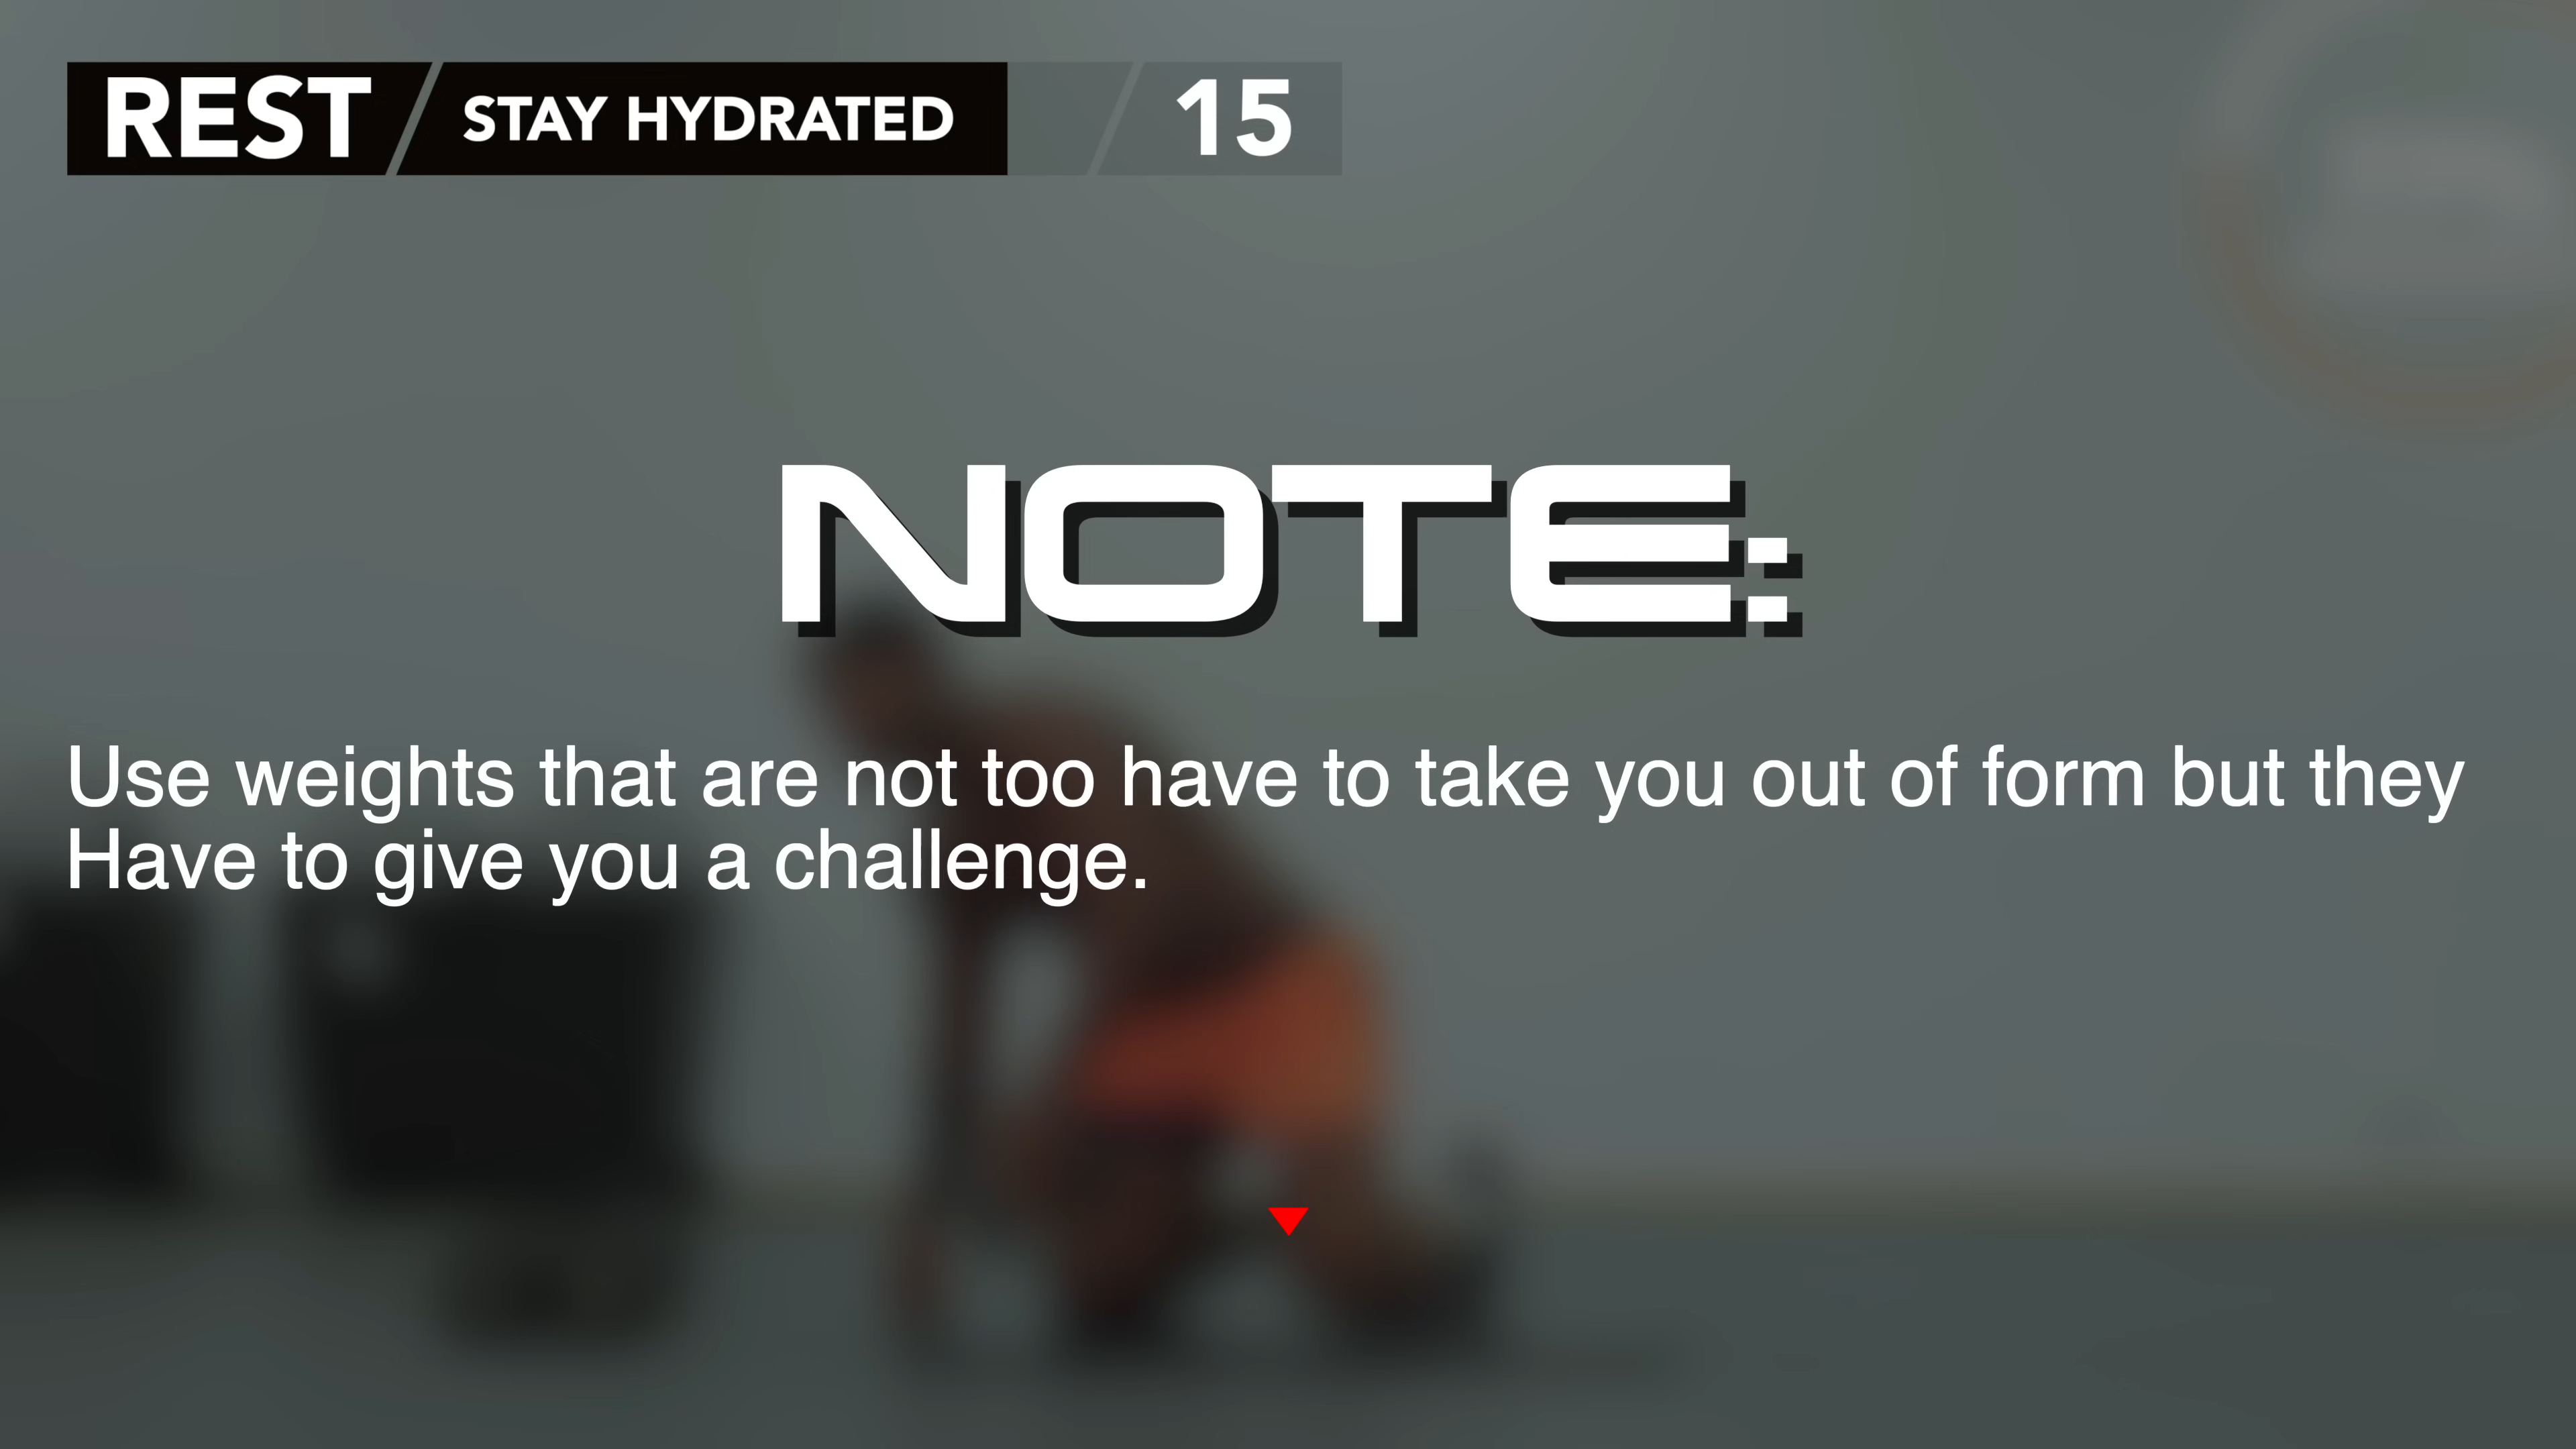 REST STAY HYDRATED 15
NOTE:
Use weights that are not too have to take you out of form but they
Have to give you a challenge.